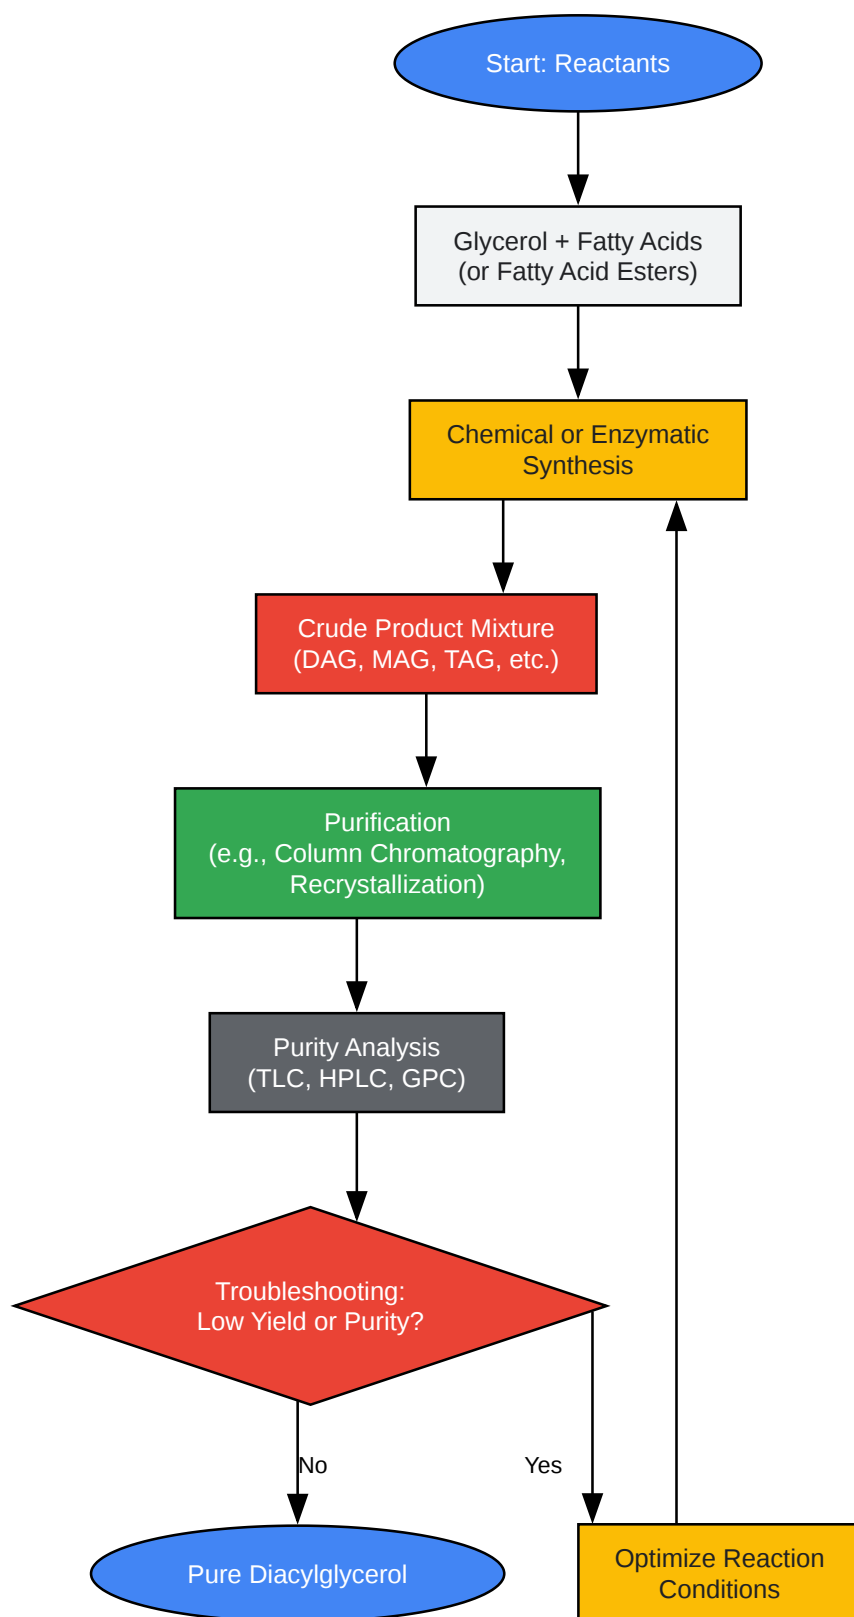 Start: Reactants
Glycerol + Fatty Acids
(or Fatty Acid Esters)
Chemical or Enzymatic
Synthesis
Crude Product Mixture
(DAG, MAG, TAG, etc.)
Purification
(e.g., Column Chromatography,
Recrystallization)
Purity Analysis
(TLC, HPLC, GPC)
Troubleshooting:
Low Yield or Purity?
No
Yes
Pure Diacylglycerol
Optimize Reaction
Conditions